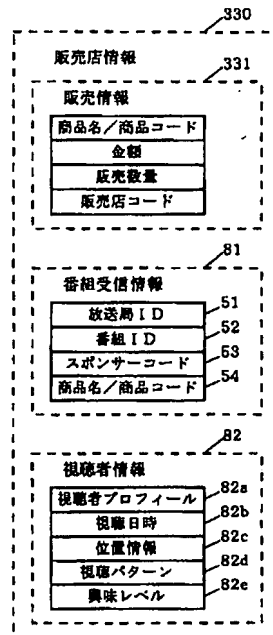 330
販売店情報
331
販売情報
商品名／商品コード
金額
販売数量
販売店コード
81
番組受信情報
放送局ＩＤ 51
番組ＩＤ 52
スポンサーコード 53
商品名／商品コード 54
82
視聴者情報
視聴者プロフィール 82a
視聴日時 82b
位置情報 82c
視聴パターン 82d
興味レベル 82e